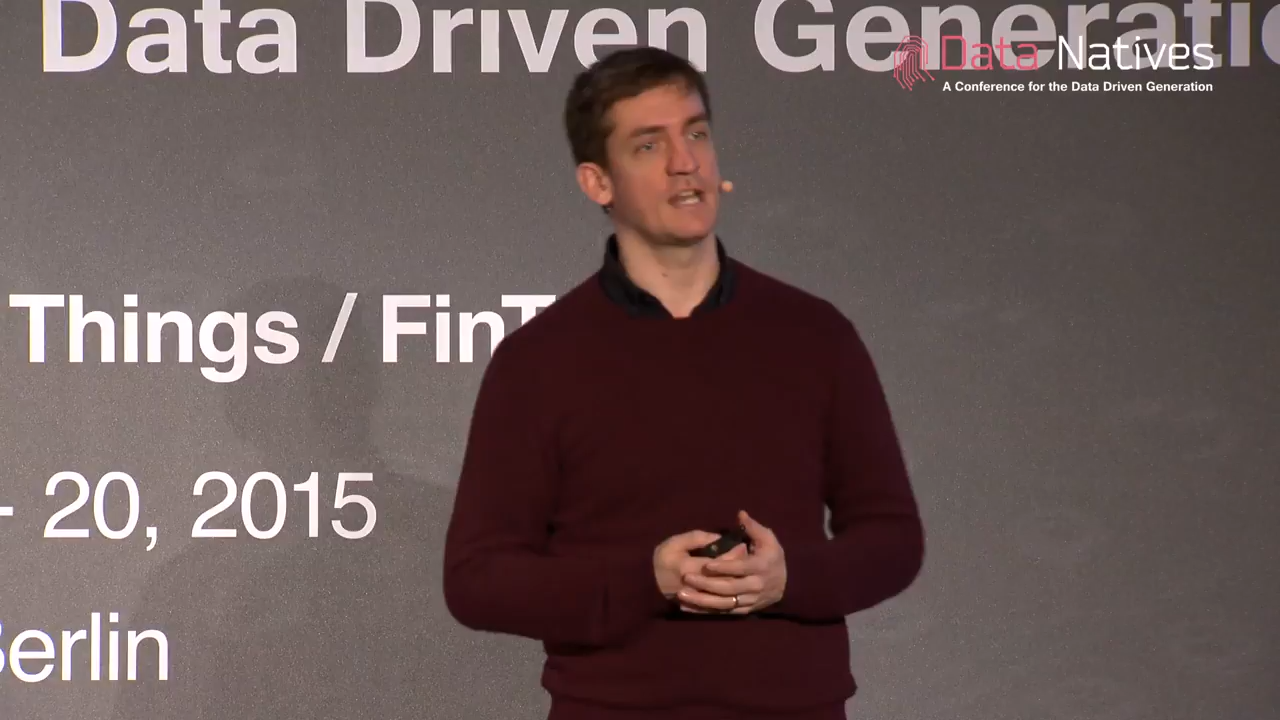 Data Driven Generatio
Data Natives
A Conference for the Data Driven Generation
Things / FinT
- 20, 2015
Berlin